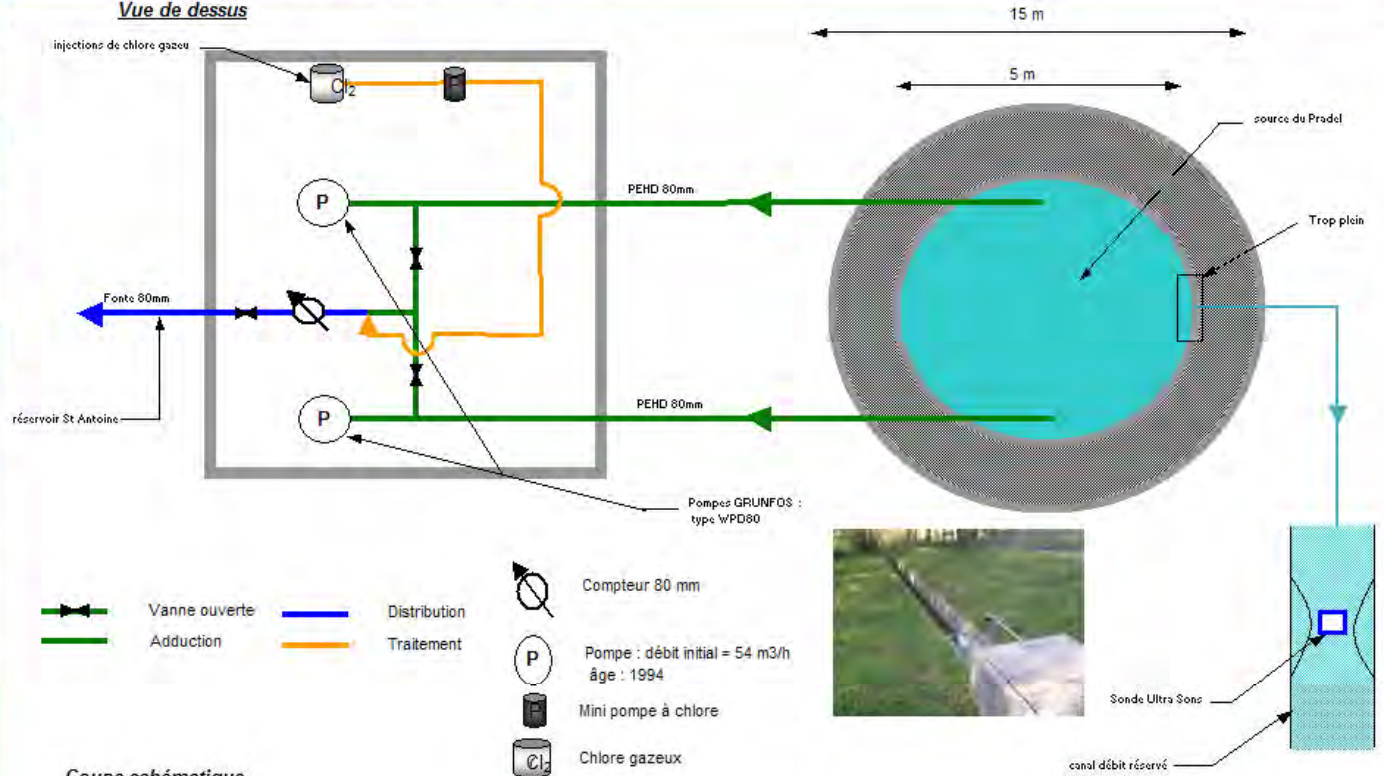 Vue de dessus
injections de chlore gazeu
Cl2
P
15 m
5 m
source du Pradel
Trop plein
P
PEHD 80mm
Fonte 80mm
réservoir St Antoine
P
PEHD 80mm
Pompes GRUNFOS :
type WPD80
Vanne ouverte
Adduction
Distribution
Traitement
Compteur 80 mm
P
Pompe : débit initial = 54 m3/h
âge : 1994
P
Mini pompe à chlore
Cl2
Chlore gazeux
Sonde Ultra Sons
canal débit réservé
Coupe schématique